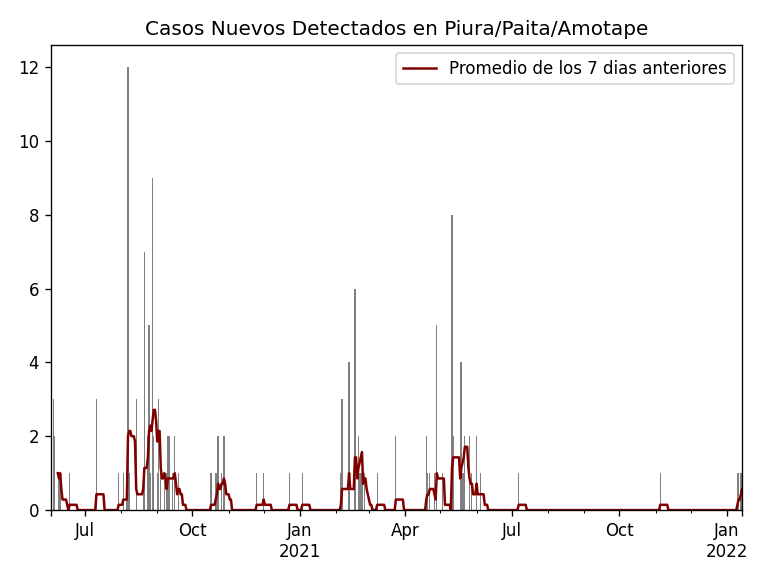 Casos Nuevos Detectados en Piura/Paita/Amotape
Promedio de los 7 dias anteriores
12
10
8
6
4
2
0
Jul
Oct
Jan
2021
Apr
Jul
Oct
Jan
2022